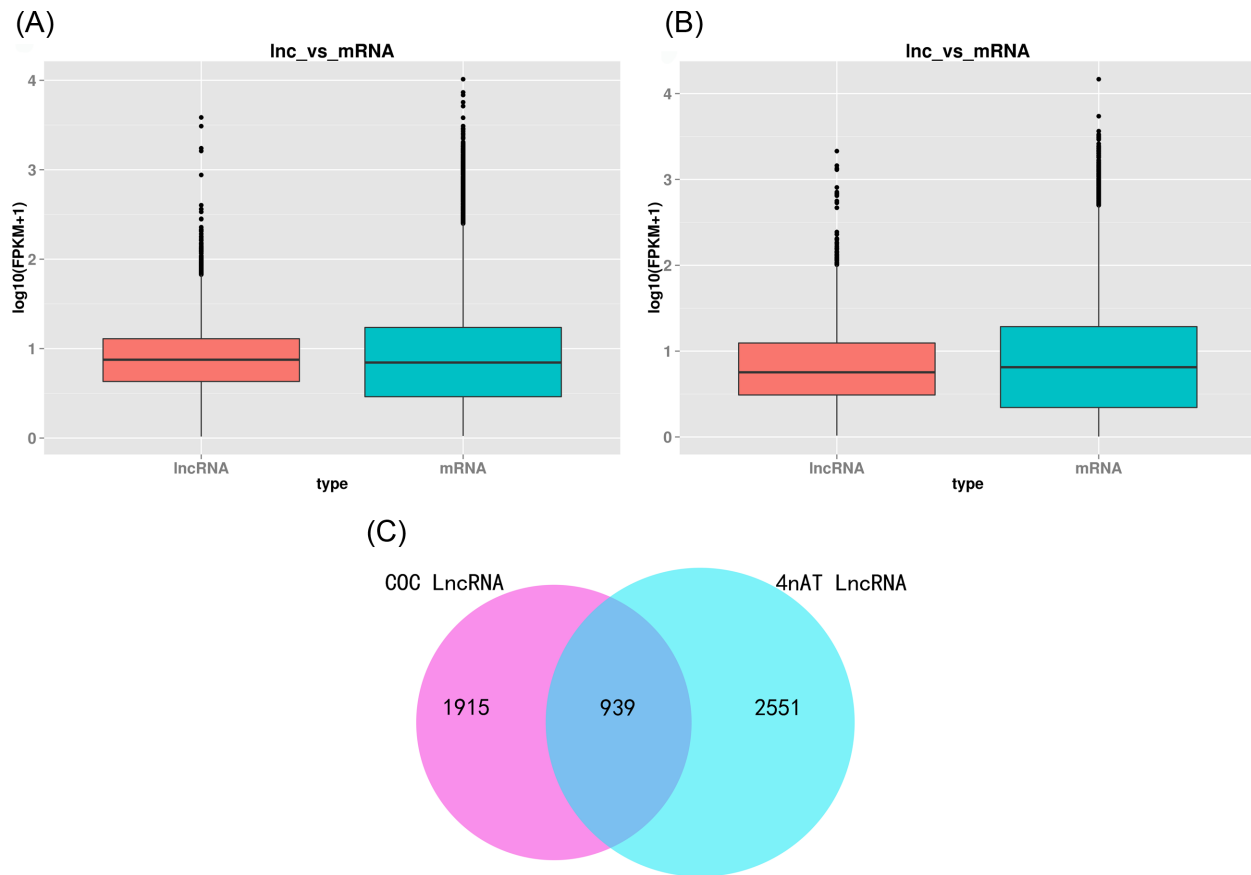 (A)
lnc_vs_mRNA
4
3
2
1
0
log10(FPKM+1)
lncRNA
mRNA
type
(B)
lnc_vs_mRNA
4
3
2
1
0
log10(FPKM+1)
lncRNA
mRNA
type
(C)
COC LncRNA
4nAT LncRNA
1915
939
2551